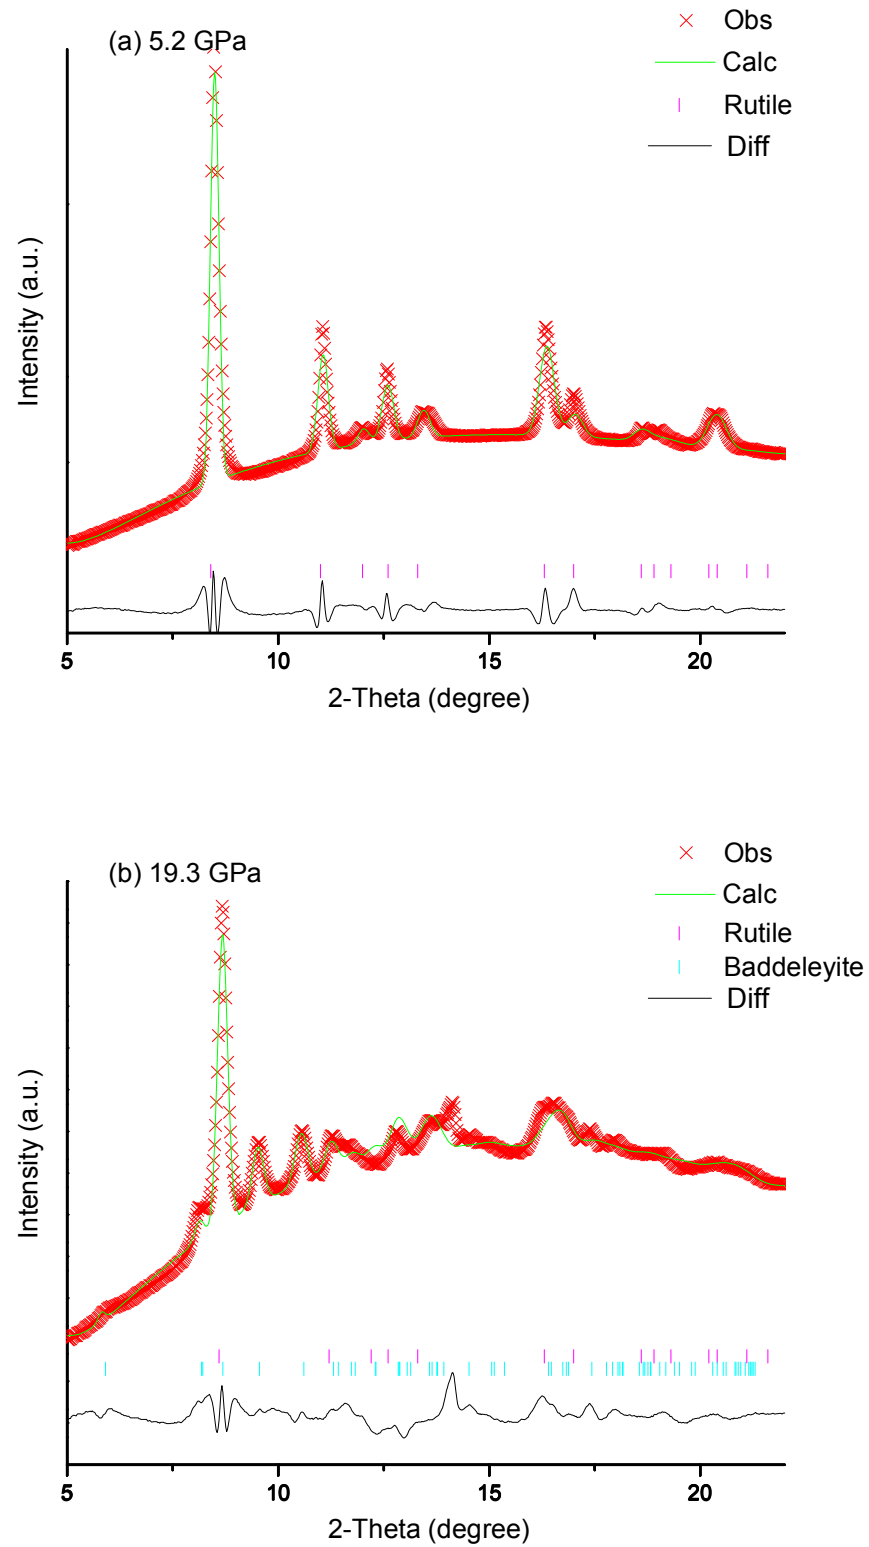 (a) 5.2 GPa
Obs
Calc
Rutile
Diff
Intensity (a.u.)
5 10 15 20
2-Theta (degree)
(b) 19.3 GPa
Obs
Calc
Rutile
Baddeleyite
Diff
Intensity (a.u.)
5 10 15 20
2-Theta (degree)